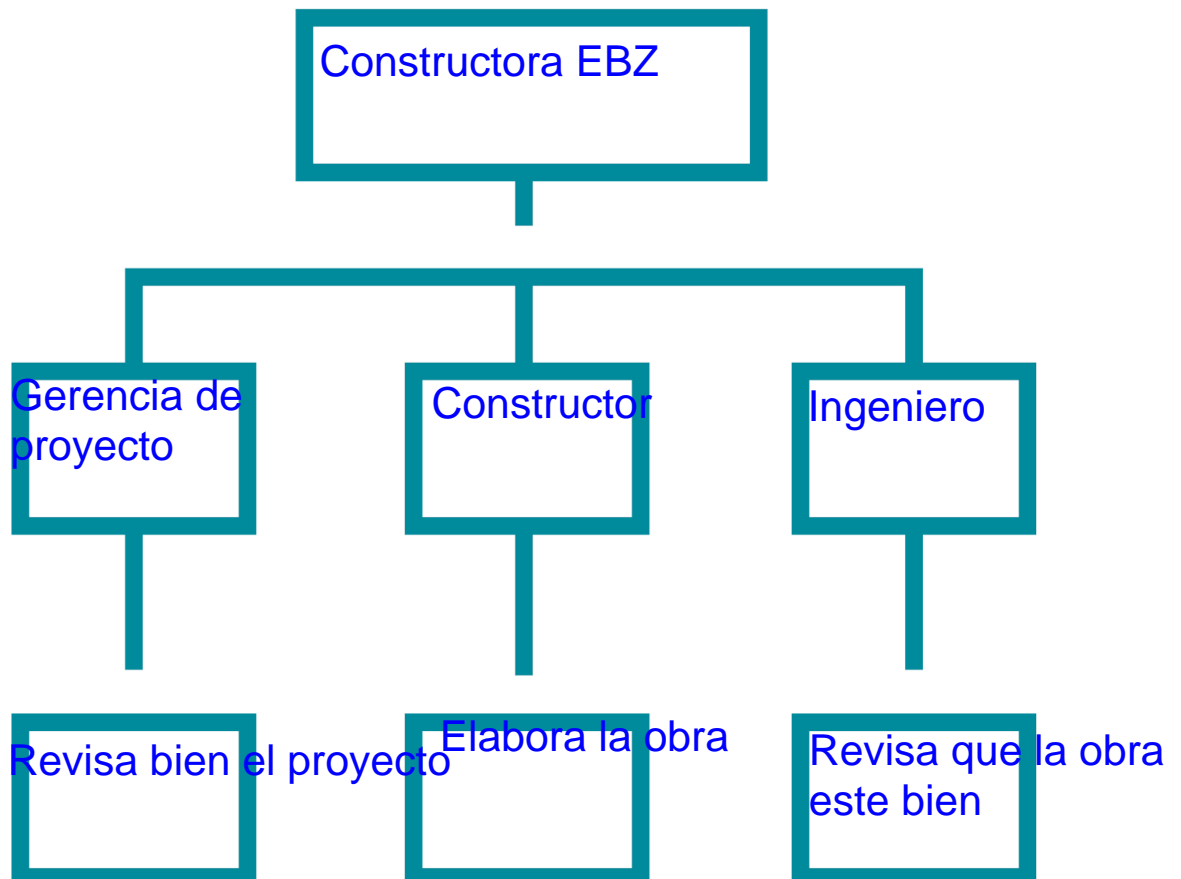 Constructora EBZ
Gerencia de
proyecto
Constructor
Ingeniero
Revisa bien el proyecto
Elabora la obra
Revisa que la obra
este bien